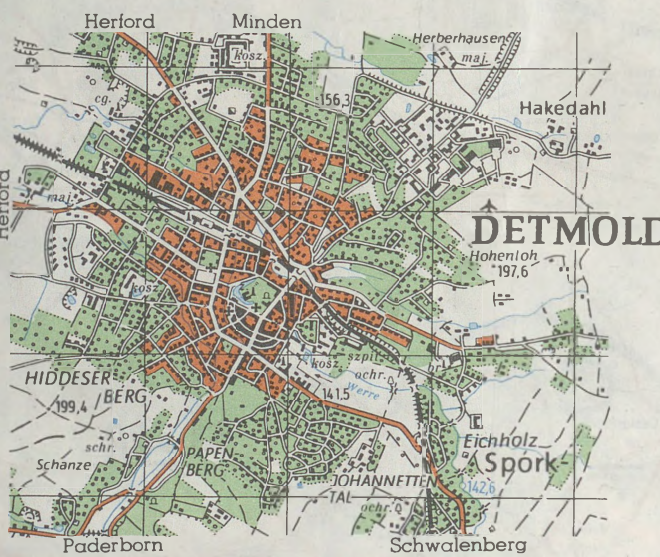 Herford
Minden
Herberhausen
maj.
kosz.
156,3
cg.
Hakedahl
Herford
maj.
DETMOLD
Hohenloh
197,6
kosz
kosz
szpit.
ochr.
Werre
HIDDESER
BERG
141,5
199,4
schr.
Schanze
PAPEN
BERG
Eichholz
Spork
JOHANNETTEN
TAL
142,6
ochr.
Paderborn
Schwalenberg